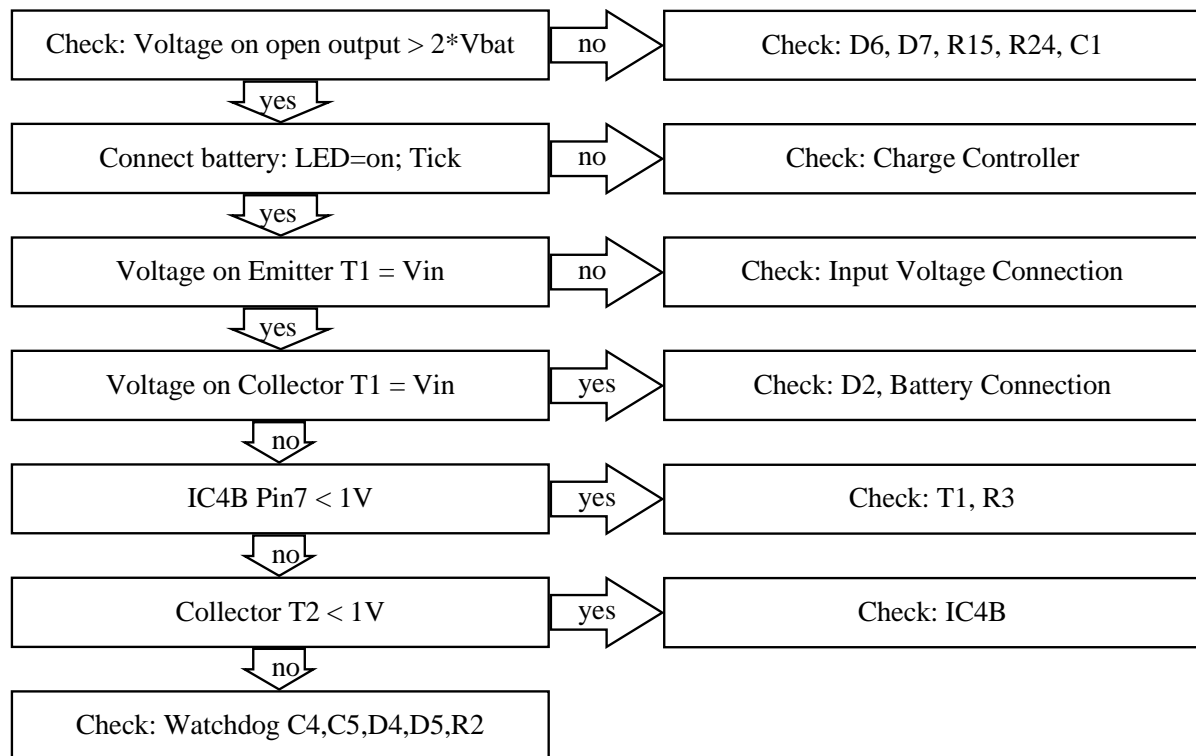 Check: Voltage on open output > 2*Vbat
no
Check: D6, D7, R15, R24, C1
yes
Connect battery: LED=on; Tick
no
Check: Charge Controller
yes
Voltage on Emitter T1 = Vin
no
Check: Input Voltage Connection
yes
Voltage on Collector T1 = Vin
yes
Check: D2, Battery Connection
no
IC4B Pin7 < 1V
yes
Check: T1, R3
no
Collector T2 < 1V
yes
Check: IC4B
no
Check: Watchdog C4,C5,D4,D5,R2